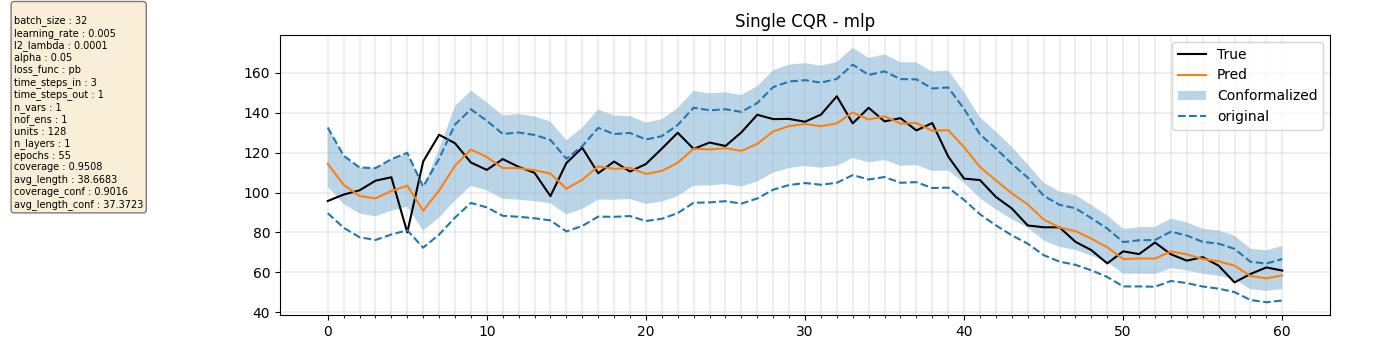 batch_size : 32
learning_rate : 0.005
l2_lambda : 0.0001
alpha : 0.05
loss_func : pb
time_steps_in : 3
time_steps_out : 1
n_vars : 1
nof_ens : 1
units : 128
n_layers : 1
epochs : 55
coverage : 0.9508
avg_length : 38.6683
coverage_conf : 0.9016
avg_length_conf : 37.3723
Single CQR - mlp
True
Pred
Conformalized
original
160
140
120
100
80
60
40
0 10 20 30 40 50 60